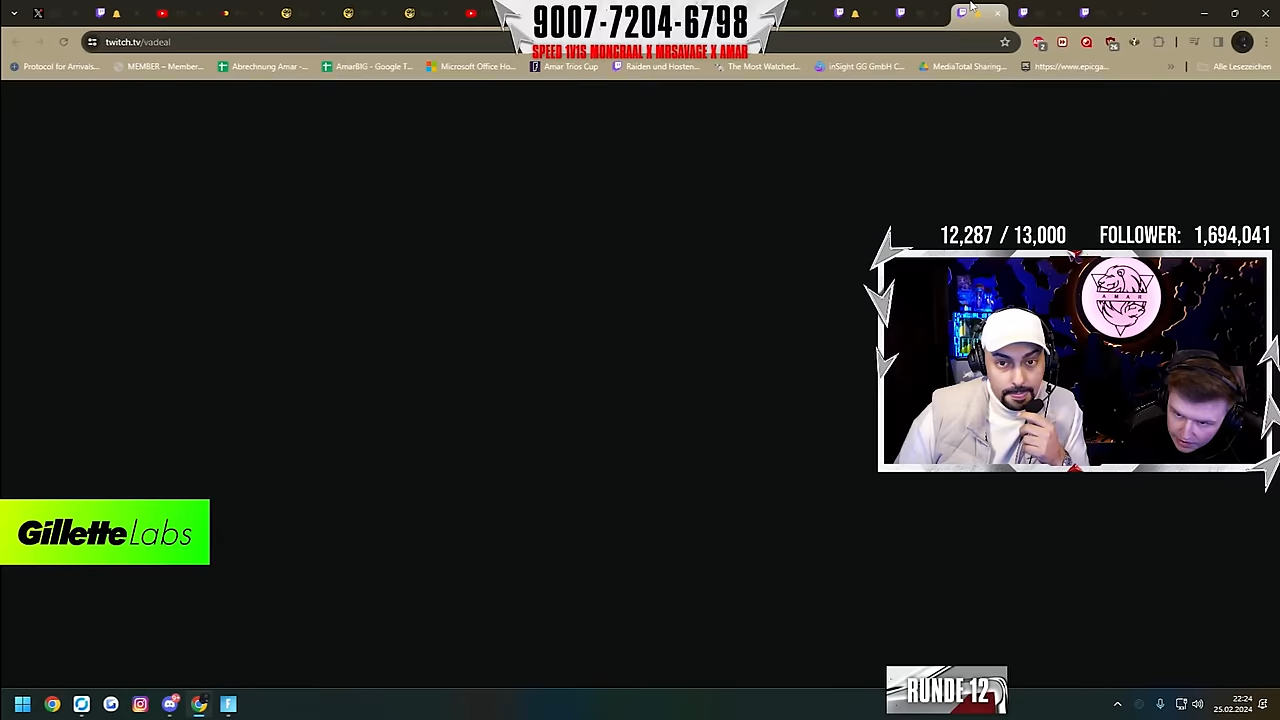 9007-7204-6798
SPEED 1V1S MONGRAAL X MRSAVAGE X AMAR
twitch.tv/vadeal
2
26
Protocol for Arrivals...
MEMBER – Member...
Abrechnung Amar -...
AmarBIG - Google T...
Microsoft Office Ho...
Amar Trios Cup
Raiden und Hosten...
The Most Watched...
inSight GG GmbH C...
MediaTotal Sharing...
https://www.epicga...
Alle Lesezeichen
12,287 / 13,000
FOLLOWER: 1,694,041
AMAR
GilletteLabs
RUNDE 12
22:24
25.02.2024